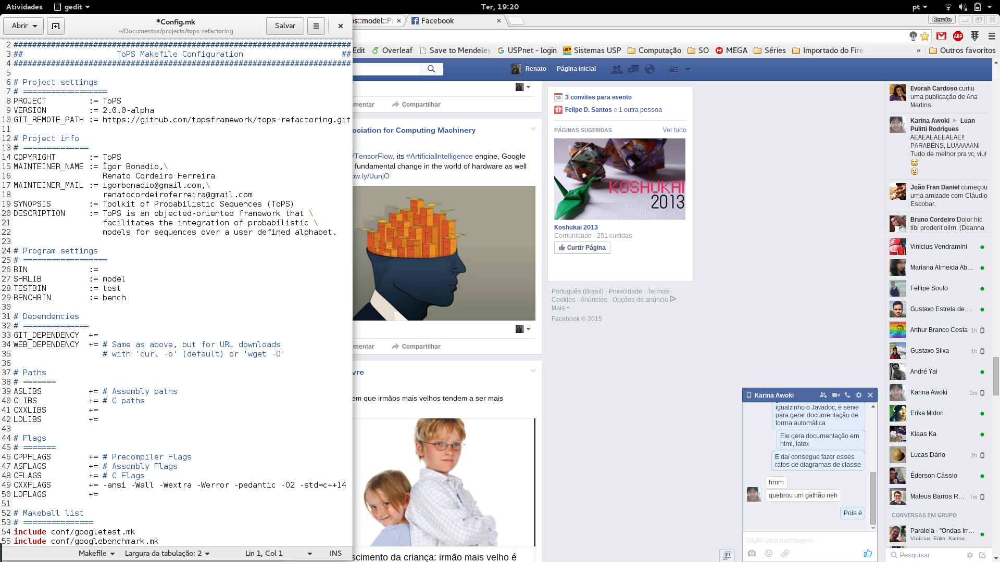 Atividades
gedit
Ter, 19:20
pt
Abrir
*Config.mk
~/Documentos/projects/tops-refactoring
Salvar
2 ########################################################################
3 ## ToPS Makefile Configuration ##
4 ########################################################################
5
6 # Project settings
7 # ==================
8 PROJECT := ToPS
9 VERSION := 2.0.0-alpha
10 GIT_REMOTE_PATH := https://github.com/topsframework/tops-refactoring.git
11
12 # Project info
13 # ==============
14 COPYRIGHT := ToPS
15 MAINTEINER_NAME := Ígor Bonadio,\
16 Renato Cordeiro Ferreira
17 MAINTEINER_MAIL := igorbonadio@gmail.com,\
18 renatocordeiroferreira@gmail.com
19 SYNOPSIS := Toolkit of Probabilistic Sequences (ToPS)
20 DESCRIPTION := ToPS is an objected-oriented framework that \
21 facilitates the integration of probabilistic \
22 models for sequences over a user defined alphabet.
23
24 # Program settings
25 # ==================
26 BIN :=
27 SHRLIB := model
28 TESTBIN := test
29 BENCHBIN := bench
30
31 # Dependencies
32 # ==============
33 GIT_DEPENDENCY +=
34 WEB_DEPENDENCY += # Same as above, but for URL downloads
35 # with 'curl -o' (default) or 'wget -O'
36
37 # Paths
38 # =======
39 ASLIBS += # Assembly paths
40 CLIBS += # C paths
41 CXXLIBS +=
42 LDLIBS +=
43
44 # Flags
45 # =======
46 CPPFLAGS += # Precompiler Flags
47 ASFLAGS += # Assembly Flags
48 CFLAGS += # C Flags
49 CXXFLAGS += -ansi -Wall -Wextra -Werror -pedantic -O2 -std=c++14
50 LDFLAGS +=
51
52 # Makeball list
53 # ===============
54 include conf/googletest.mk
55 include conf/googlebenchmark.mk
Makefile
Largura da tabulação: 2
Lin 1, Col 1
INS
ps::model::P
Facebook
Renato
ABP
Edit
Overleaf
Save to Mendeley
USPnet - login
Sistemas USP
Computação
SO
MEGA
Séries
Importado do Fire
»
Outros favoritos
Renato
Página inicial
mentar
Compartilhar
ociation for Computing Machinery
#TensorFlow, its #ArtificialIntelligence engine, Google
fundamental change in the world of hardware as well
ow.ly/UunjO
mentar
Compartilhar
vre
em que irmãos mais velhos tendem a ser mais
scimento da criança: irmão mais velho é
10 3 convites para evento
Felipe D. Santos e 1 outra pessoa
PÁGINAS SUGERIDAS
Ver tudo
KOSHUKAI
2013
Koshukai 2013
Comunidade · 251 curtidas
Curtir Página
Português (Brasil) · Privacidade · Termos ·
Cookies · Anúncios · Opções de anúncio ·
Mais
Facebook © 2015
Evorah Cardoso curtiu
uma publicação de Ana
Martins.
Karina Awoki Luan
Pulitti Rodrigues
AEAEAEAEEAEAE!!
PARABÉNS, LUAAAAAN!
Tudo de melhor pra vc, viu!
João Fran Daniel começou
uma amizade com Cláudio
Escobar.
Bruno Cordeiro Dolor hic
tibi proderit olim. (Deanna
Vinicius Vendramini
Mariana Almeida Ab...
Fellipe Souto
Gustavo Estrela de ...
Arthur Branco Costa 1h
Gustavo Silva 1h
André Yai
Karina Awoki 2m
Erika Midori
Klaas Ka
Lucas Dário 2h
Éderson Cássio
Mateus Barros R... 7m
CONVERSAS EM GRUPO
Paralela - "Ondas Irr...
Vinícius, Erika, Karina
Pesquisar
Karina Awoki
igualzinho o Javadoc, e serve
para gerar documentação de
forma automática
Ele gera documentação em
html, latex
E daí consegue fazer esses
rafos de diagramas de classe
hmm
quebrou um galhão neh
Pois é
Digite uma mensagem...